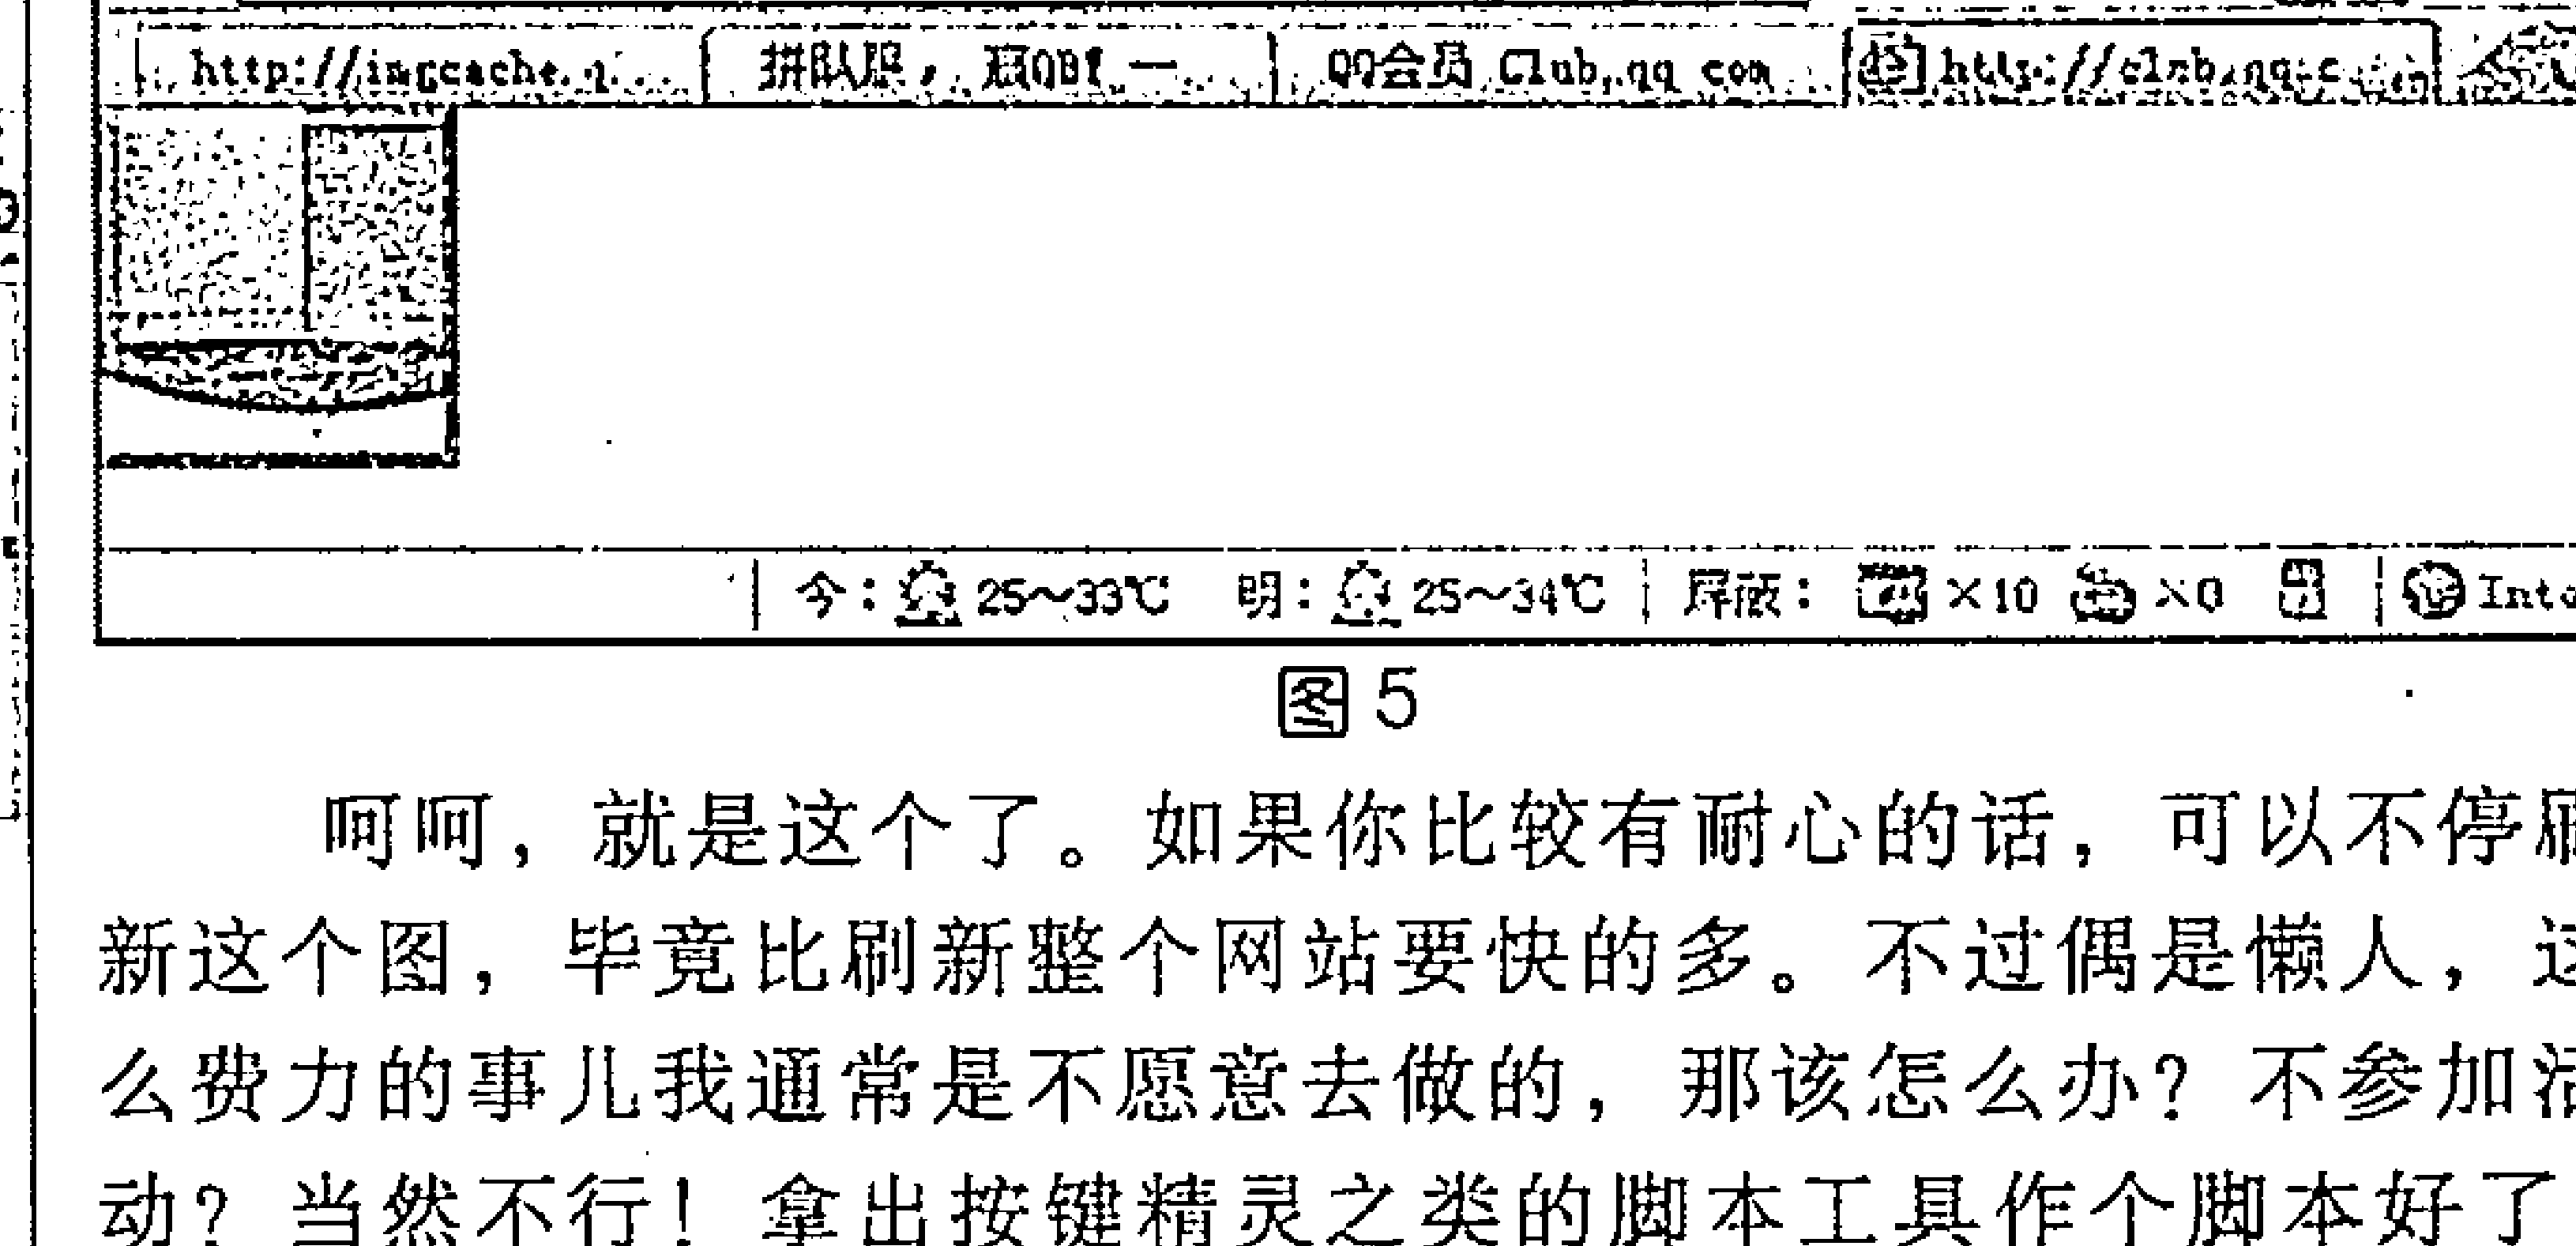 http://imgcache.q...
QQ会员 Club.qq com
http://club.qq.c...
今: 25～33℃ 明: 25～34℃ 屏蔽: ×10 ×0
图 5
呵呵，就是这个了。如果你比较有耐心的话，可以不停刷
新这个图，毕竟比刷新整个网站要快的多。不过偶是懒人，这
么费力的事儿我通常是不愿意去做的，那该怎么办？不参加活
动？当然不行！拿出按键精灵之类的脚本工具作个脚本好了